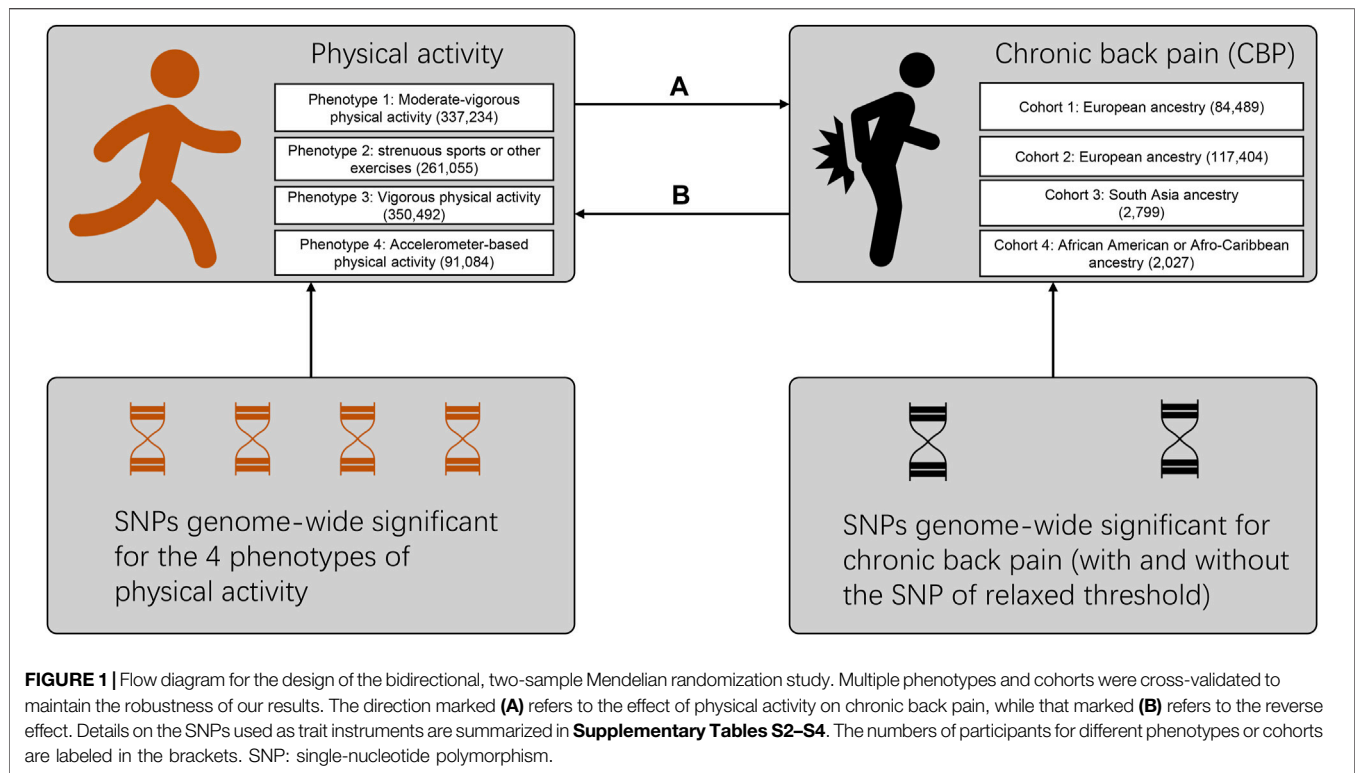 Physical activity
Phenotype 1: Moderate-vigorous
physical activity (337,234)
Phenotype 2: strenuous sports or other
exercises (261,055)
Phenotype 3: Vigorous physical activity
(350,492)
Phenotype 4: Accelerometer-based
physical activity (91,084)
A
B
Chronic back pain (CBP)
Cohort 1: European ancestry (84,489)
Cohort 2: European ancestry (117,404)
Cohort 3: South Asia ancestry
(2,799)
Cohort 4: African American or Afro-Caribbean
ancestry (2,027)
SNPs genome-wide significant
for the 4 phenotypes of
physical activity
SNPs genome-wide significant for
chronic back pain (with and without
the SNP of relaxed threshold)
FIGURE 1 | Flow diagram for the design of the bidirectional, two-sample Mendelian randomization study. Multiple phenotypes and cohorts were cross-validated to
maintain the robustness of our results. The direction marked (A) refers to the effect of physical activity on chronic back pain, while that marked (B) refers to the reverse
effect. Details on the SNPs used as trait instruments are summarized in Supplementary Tables S2–S4. The numbers of participants for different phenotypes or cohorts
are labeled in the brackets. SNP: single-nucleotide polymorphism.